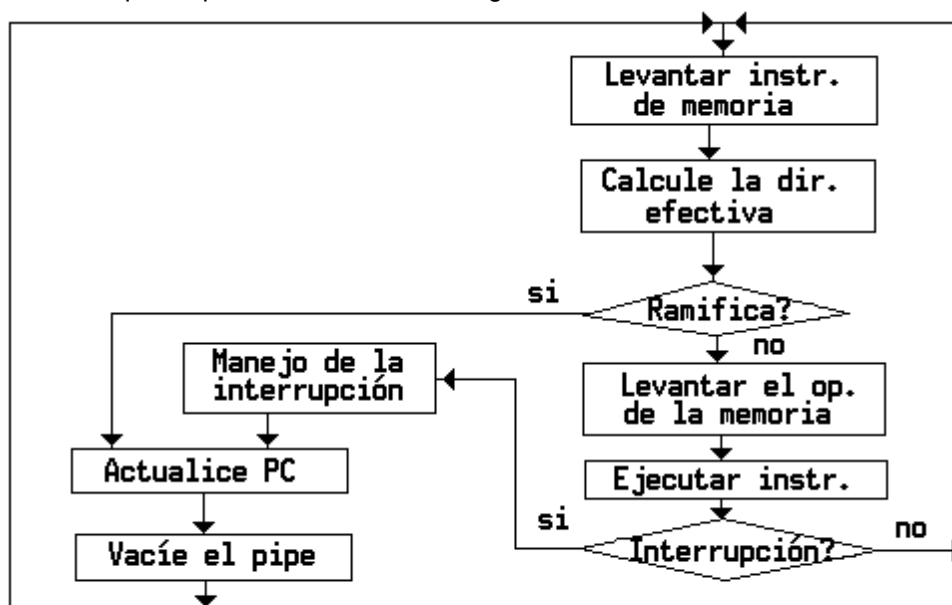 Levantar instr.
de memoria
Calcule la dir.
efectiva
si
Ramifica?
no
Manejo de la
interrupción
Levantar el op.
de la memoria
Actualice PC
Ejecutar instr.
si
Interrupción?
no
Vacíe el pipe